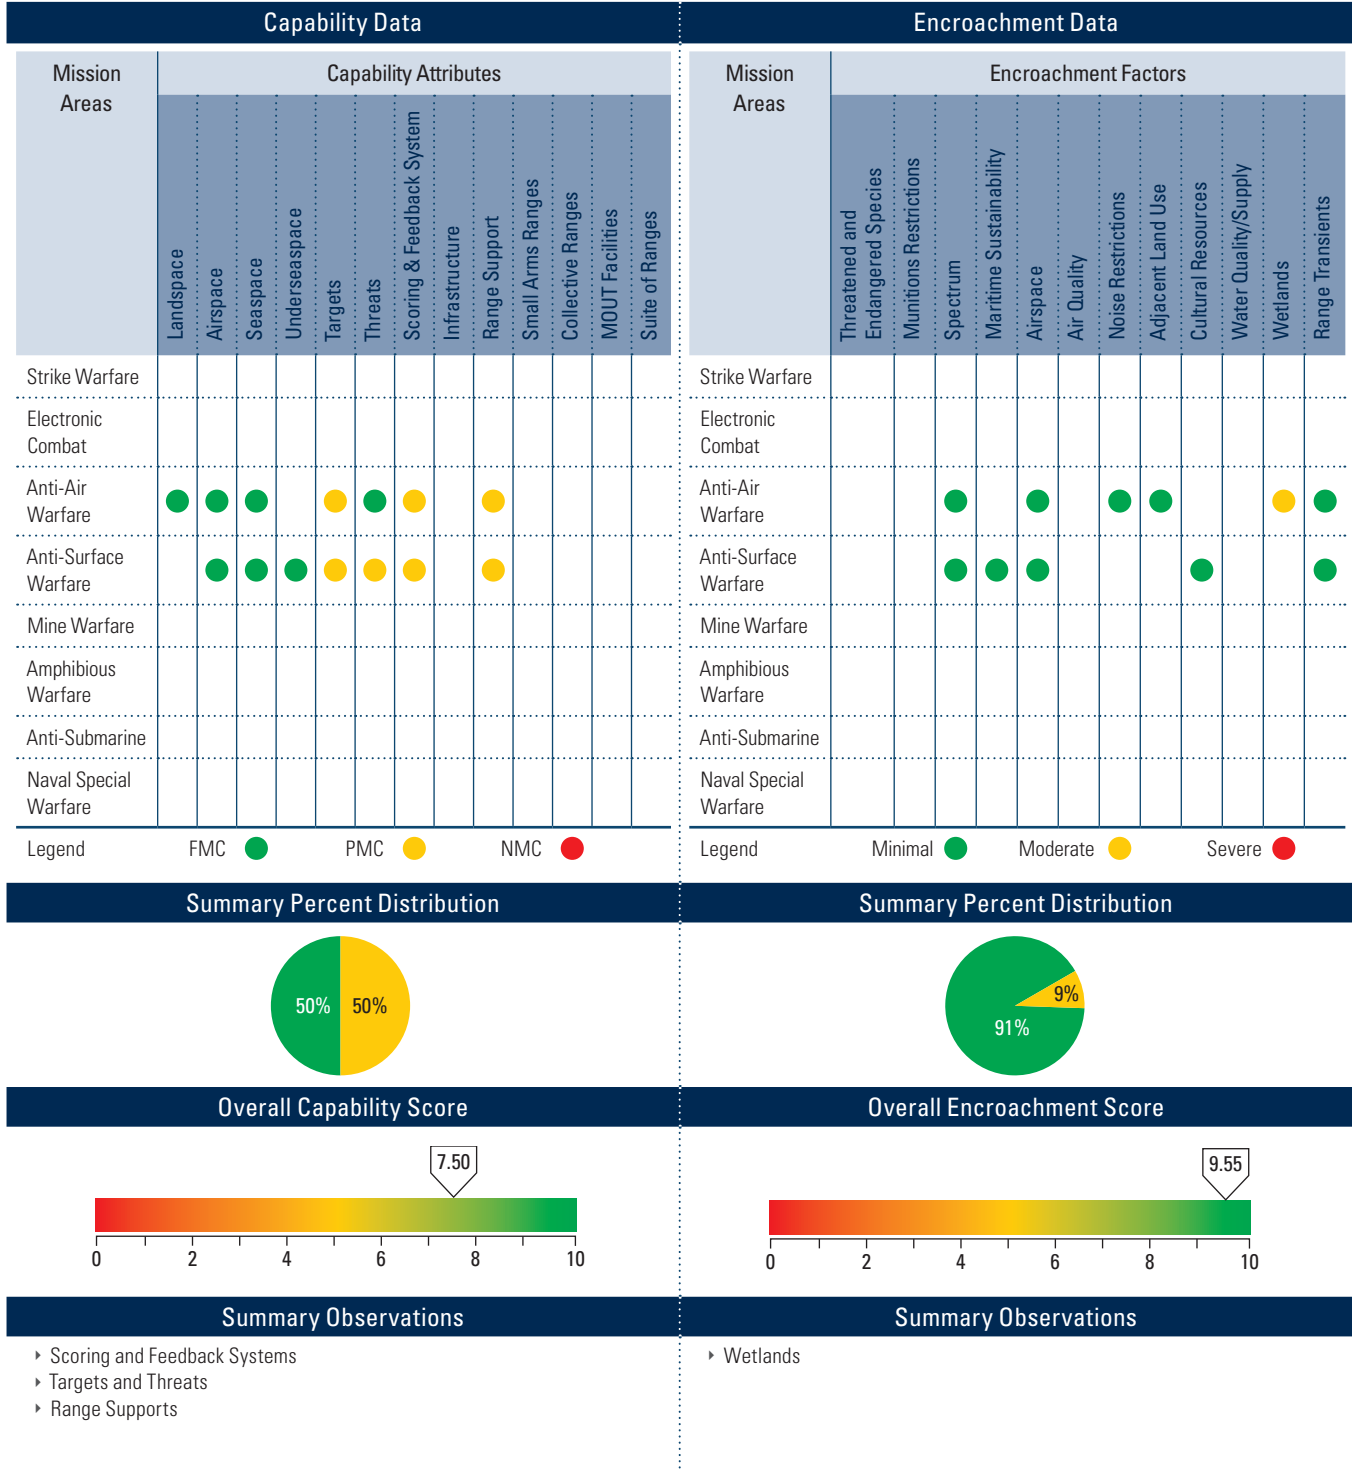 Capability Data
Mission
Areas
Capability Attributes
Landspace
Airspace
Seaspace
Underseaspace
Targets
Threats
Scoring & Feedback System
Infrastructure
Range Support
Small Arms Ranges
Collective Ranges
MOUT Facilities
Suite of Ranges
Strike Warfare
Electronic
Combat
Anti-Air
Warfare
Anti-Surface
Warfare
Mine Warfare
Amphibious
Warfare
Anti-Submarine
Naval Special
Warfare
Legend FMC PMC NMC
Summary Percent Distribution
50% 50%
Overall Capability Score
7.50
0 2 4 6 8 10
Summary Observations
‣ Scoring and Feedback Systems
‣ Targets and Threats
‣ Range Supports
Encroachment Data
Mission
Areas
Encroachment Factors
Threatened and
Endangered Species
Munitions Restrictions
Spectrum
Maritime Sustainability
Airspace
Air Quality
Noise Restrictions
Adjacent Land Use
Cultural Resources
Water Quality/Supply
Wetlands
Range Transients
Strike Warfare
Electronic
Combat
Anti-Air
Warfare
Anti-Surface
Warfare
Mine Warfare
Amphibious
Warfare
Anti-Submarine
Naval Special
Warfare
Legend Minimal Moderate Severe
Summary Percent Distribution
9%
91%
Overall Encroachment Score
9.55
0 2 4 6 8 10
Summary Observations
‣ Wetlands